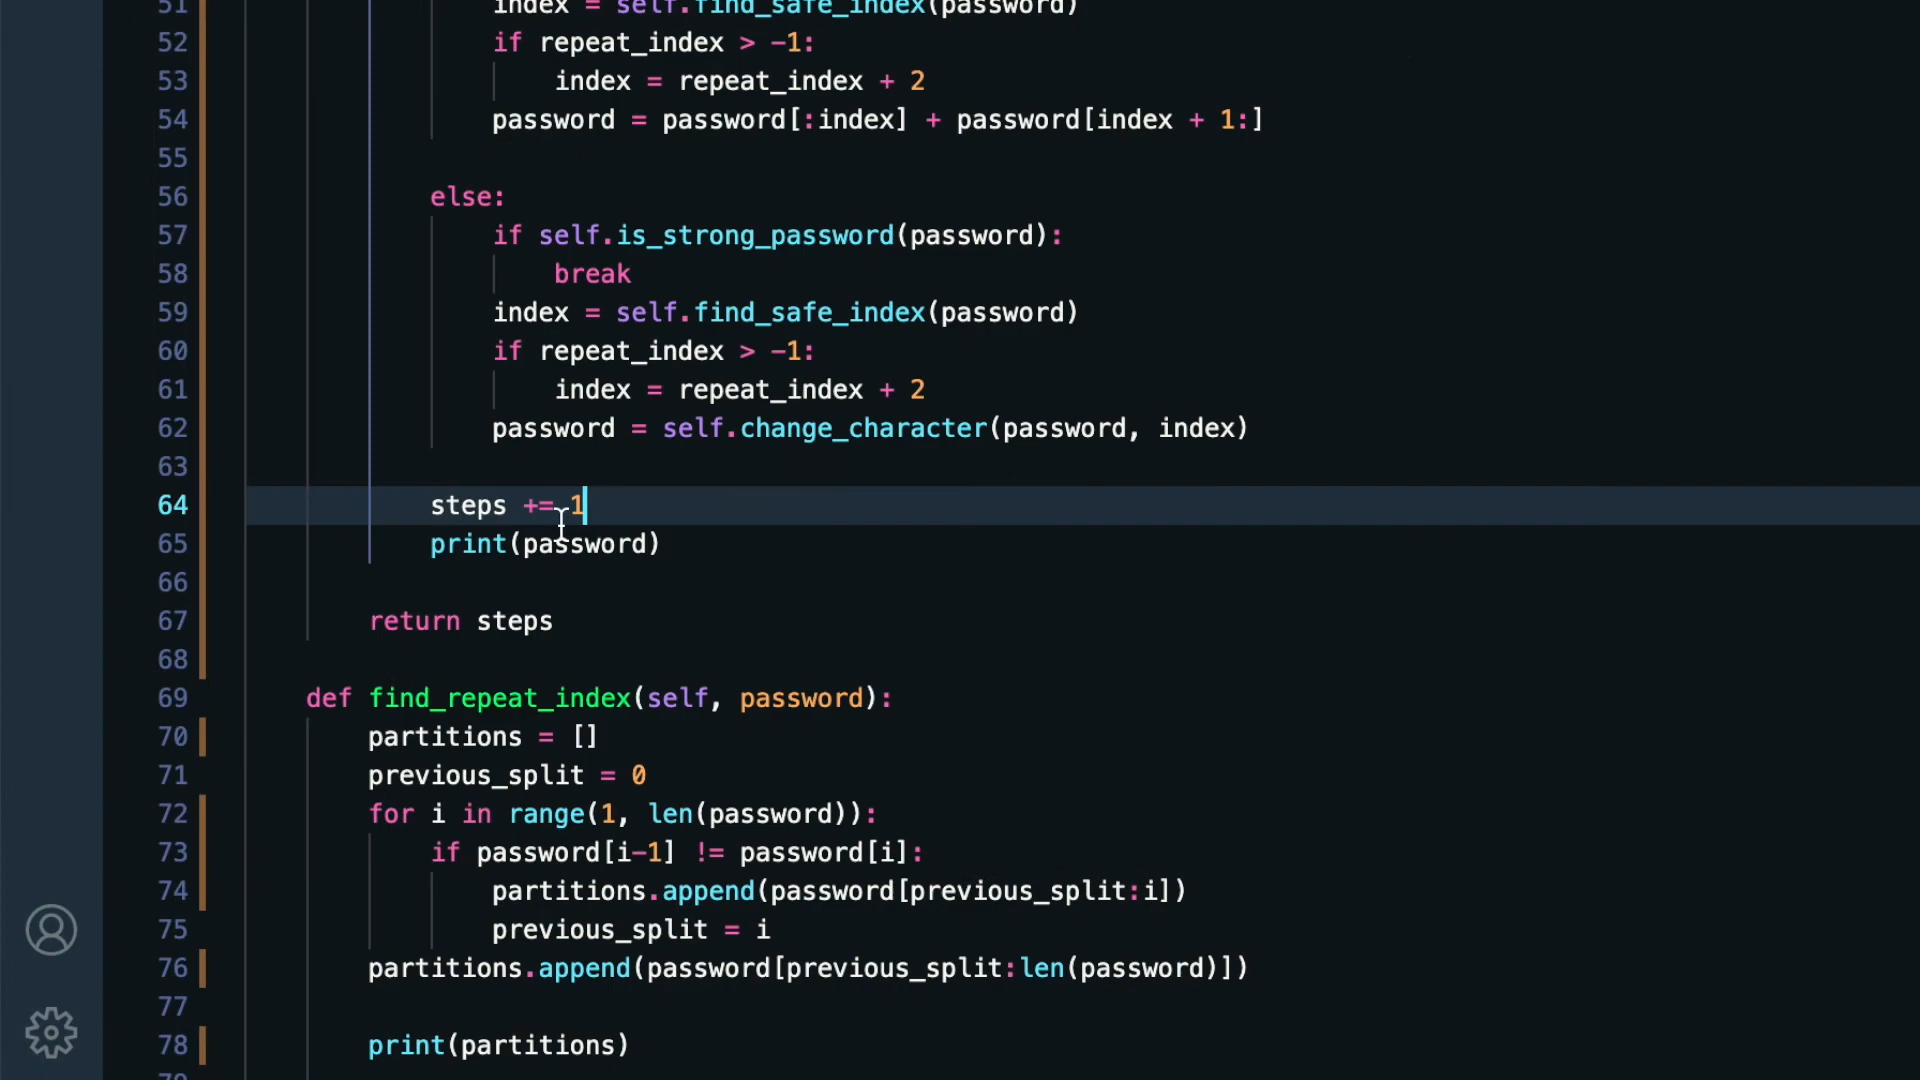 51 index = self.find_safe_index(password)
52 if repeat_index > -1:
53 index = repeat_index + 2
54 password = password[:index] + password[index + 1:]
55
56 else:
57 if self.is_strong_password(password):
58 break
59 index = self.find_safe_index(password)
60 if repeat_index > -1:
61 index = repeat_index + 2
62 password = self.change_character(password, index)
63
64 steps += 1
65 print(password)
66
67 return steps
68
69 def find_repeat_index(self, password):
70 partitions = []
71 previous_split = 0
72 for i in range(1, len(password)):
73 if password[i-1] != password[i]:
74 partitions.append(password[previous_split:i])
75 previous_split = i
76 partitions.append(password[previous_split:len(password)])
77
78 print(partitions)
79